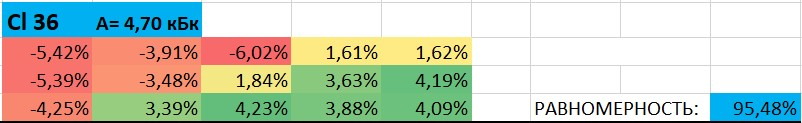 Cl 36 A= 4,70 кБк
-5,42% -3,91% -6,02% 1,61% 1,62%
-5,39% -3,48% 1,84% 3,63% 4,19%
-4,25% 3,39% 4,23% 3,88% 4,09% РАВНОМЕРНОСТЬ: 95,48%